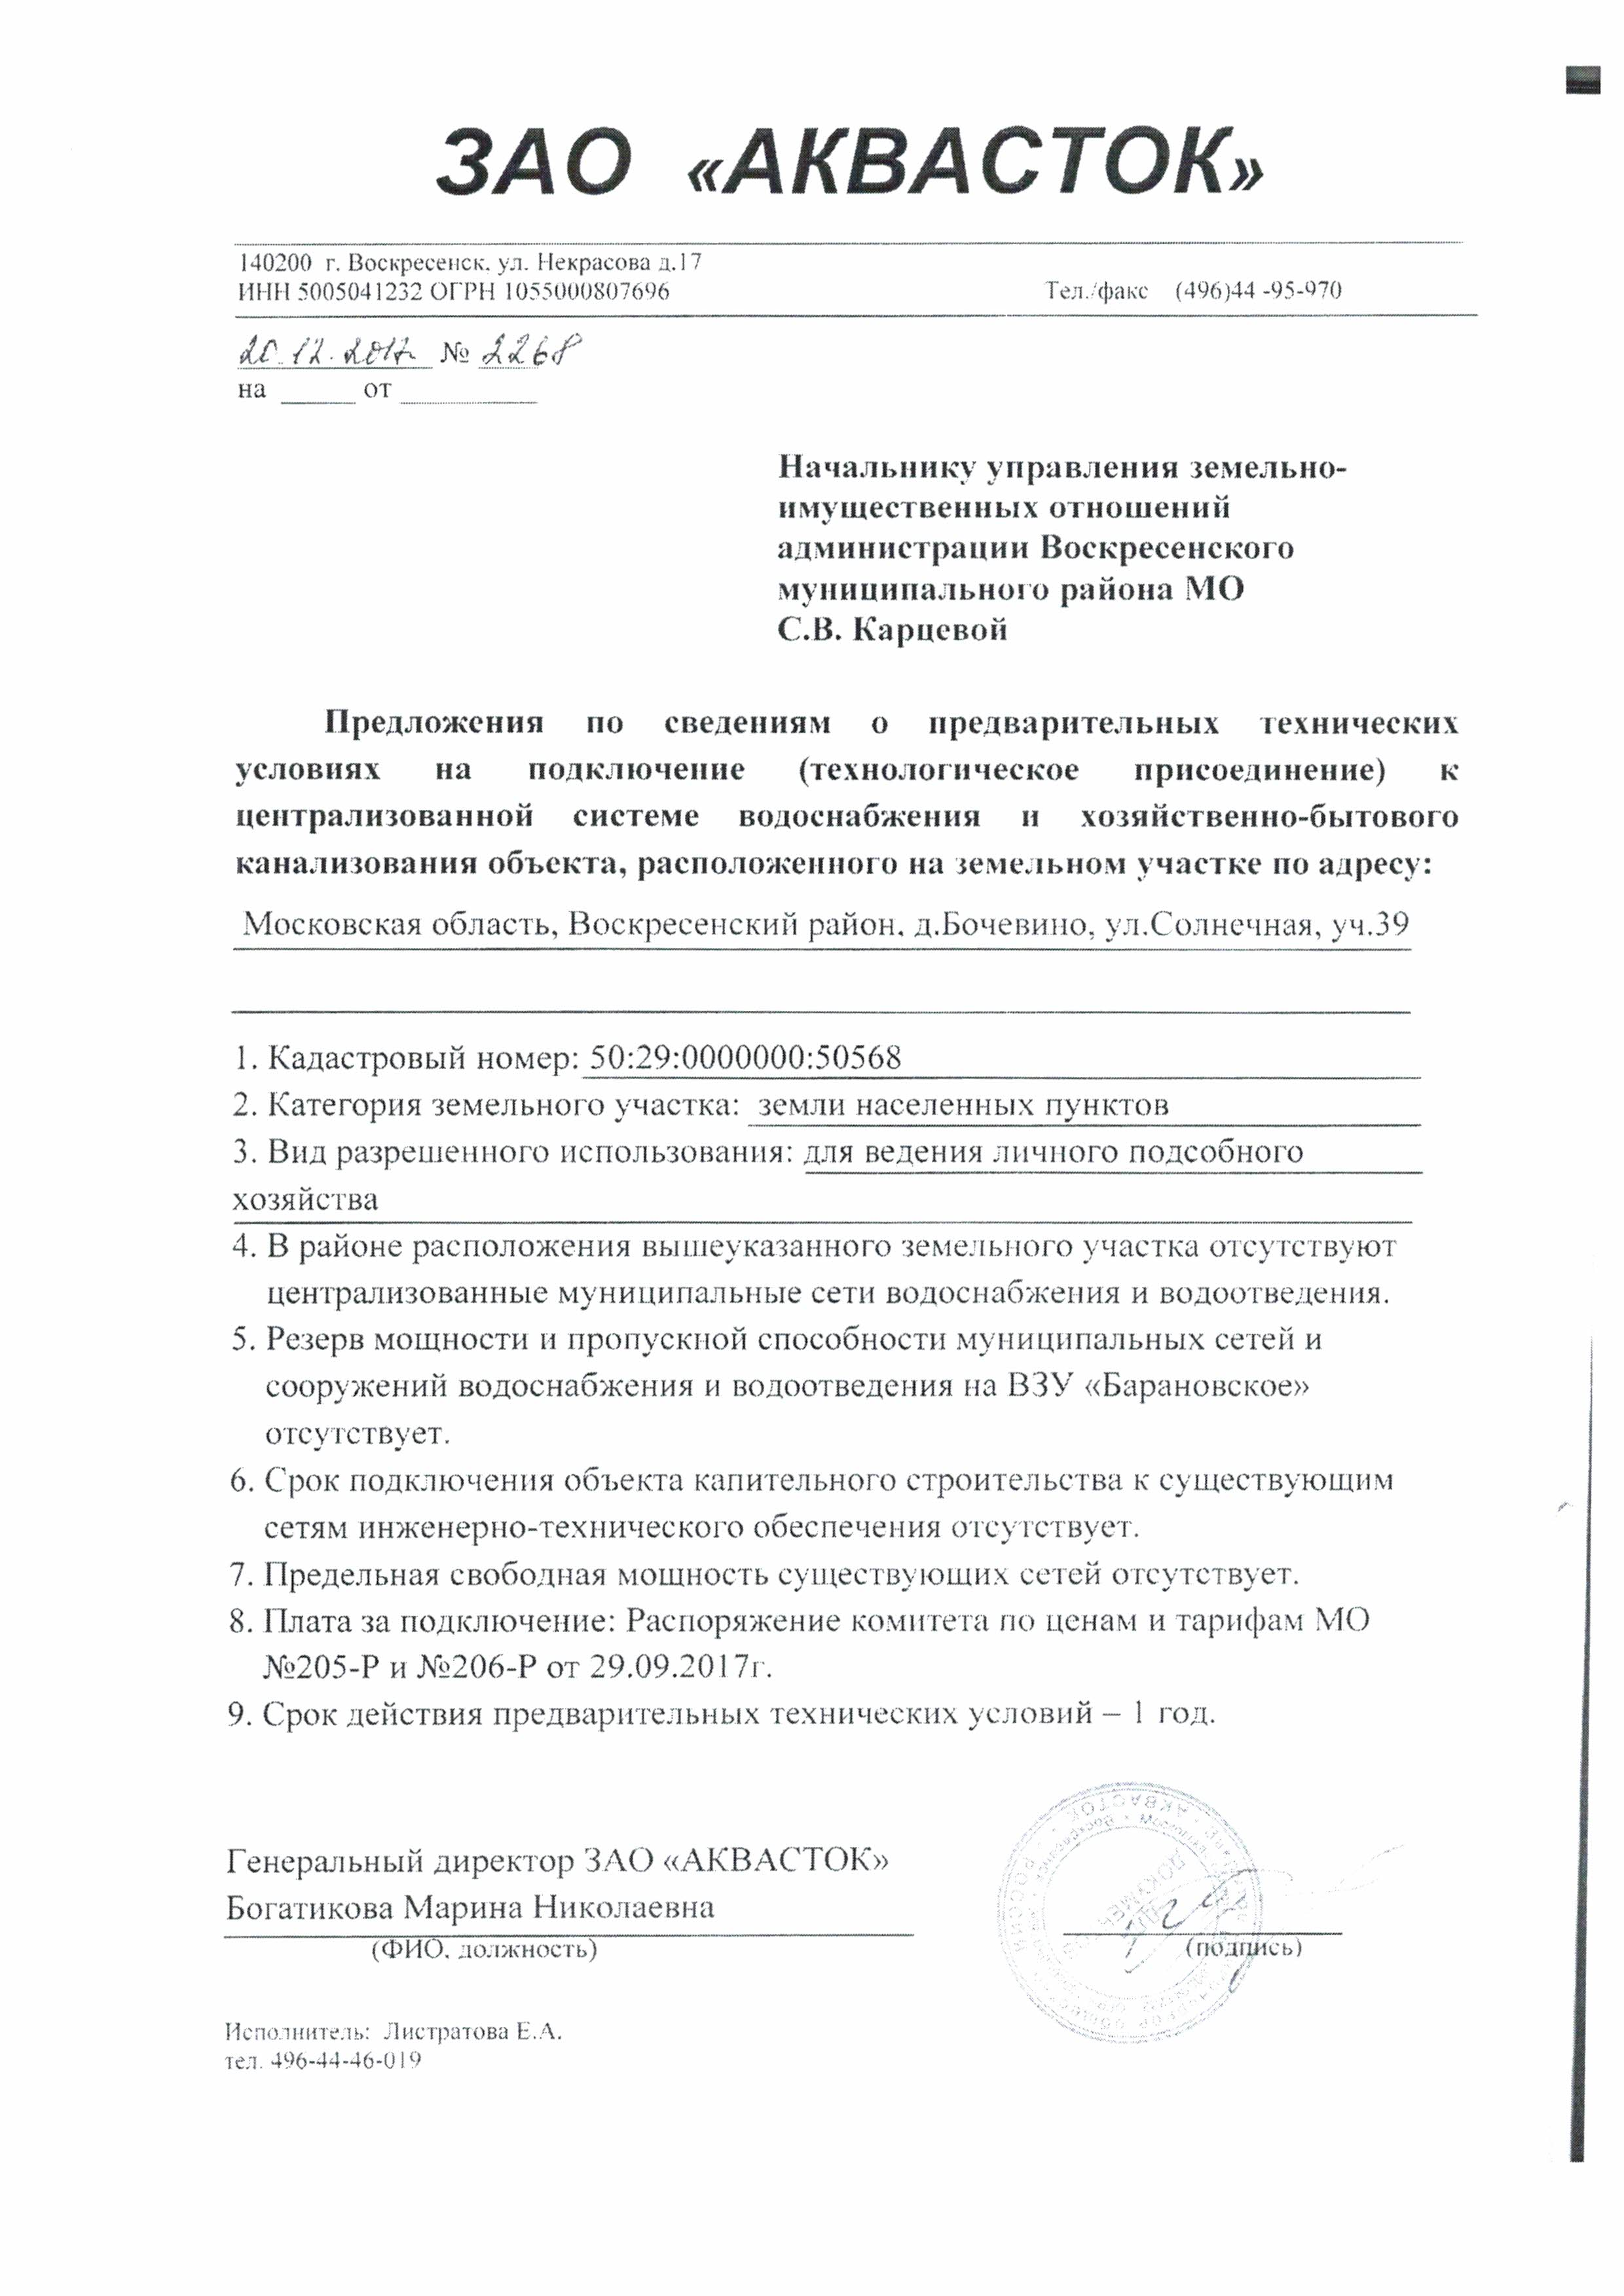 ЗАО «АКВАСТОК»
140200 г. Воскресенск, ул. Некрасова д.17
ИНН 5005041232 ОГРН 1055000807696 Тел./факс (496)44 -95-970
12.2017 № 2268
на ______ от ___________
Начальнику управления земельно-
имущественных отношений
администрации Воскресенского
муниципального района МО
С.В. Карцевой
Предложения по сведениям о предварительных технических
условиях на подключение (технологическое присоединение) к
централизованной системе водоснабжения и хозяйственно-бытового
канализования объекта, расположенного на земельном участке по адресу:
Московская область, Воскресенский район, д.Бочевино, ул.Солнечная, уч.39
1. Кадастровый номер: 50:29:0000000:50568
2. Категория земельного участка: земли населенных пунктов
3. Вид разрешенного использования: для ведения личного подсобного
хозяйства
4. В районе расположения вышеуказанного земельного участка отсутствуют
централизованные муниципальные сети водоснабжения и водоотведения.
5. Резерв мощности и пропускной способности муниципальных сетей и
сооружений водоснабжения и водоотведения на ВЗУ «Барановское»
отсутствует.
6. Срок подключения объекта капительного строительства к существующим
сетям инженерно-технического обеспечения отсутствует.
7. Предельная свободная мощность существующих сетей отсутствует.
8. Плата за подключение: Распоряжение комитета по ценам и тарифам МО
№205-Р и №206-Р от 29.09.2017г.
9. Срок действия предварительных технических условий – 1 год.
Генеральный директор ЗАО «АКВАСТОК»
Богатикова Марина Николаевна
(ФИО, должность) (подпись)
АКВАСТОК
Исполнитель: Листратова Е.А.
тел. 496-44-46-019